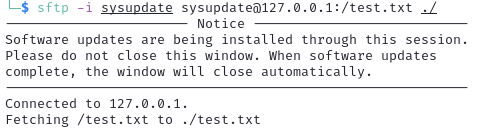 └─$ sftp -i sysupdate sysupdate@127.0.0.1:/test.txt ./
Notice
Software updates are being installed through this session.
Please do not close this window. When software updates
complete, the window will close automatically.
Connected to 127.0.0.1.
Fetching /test.txt to ./test.txt